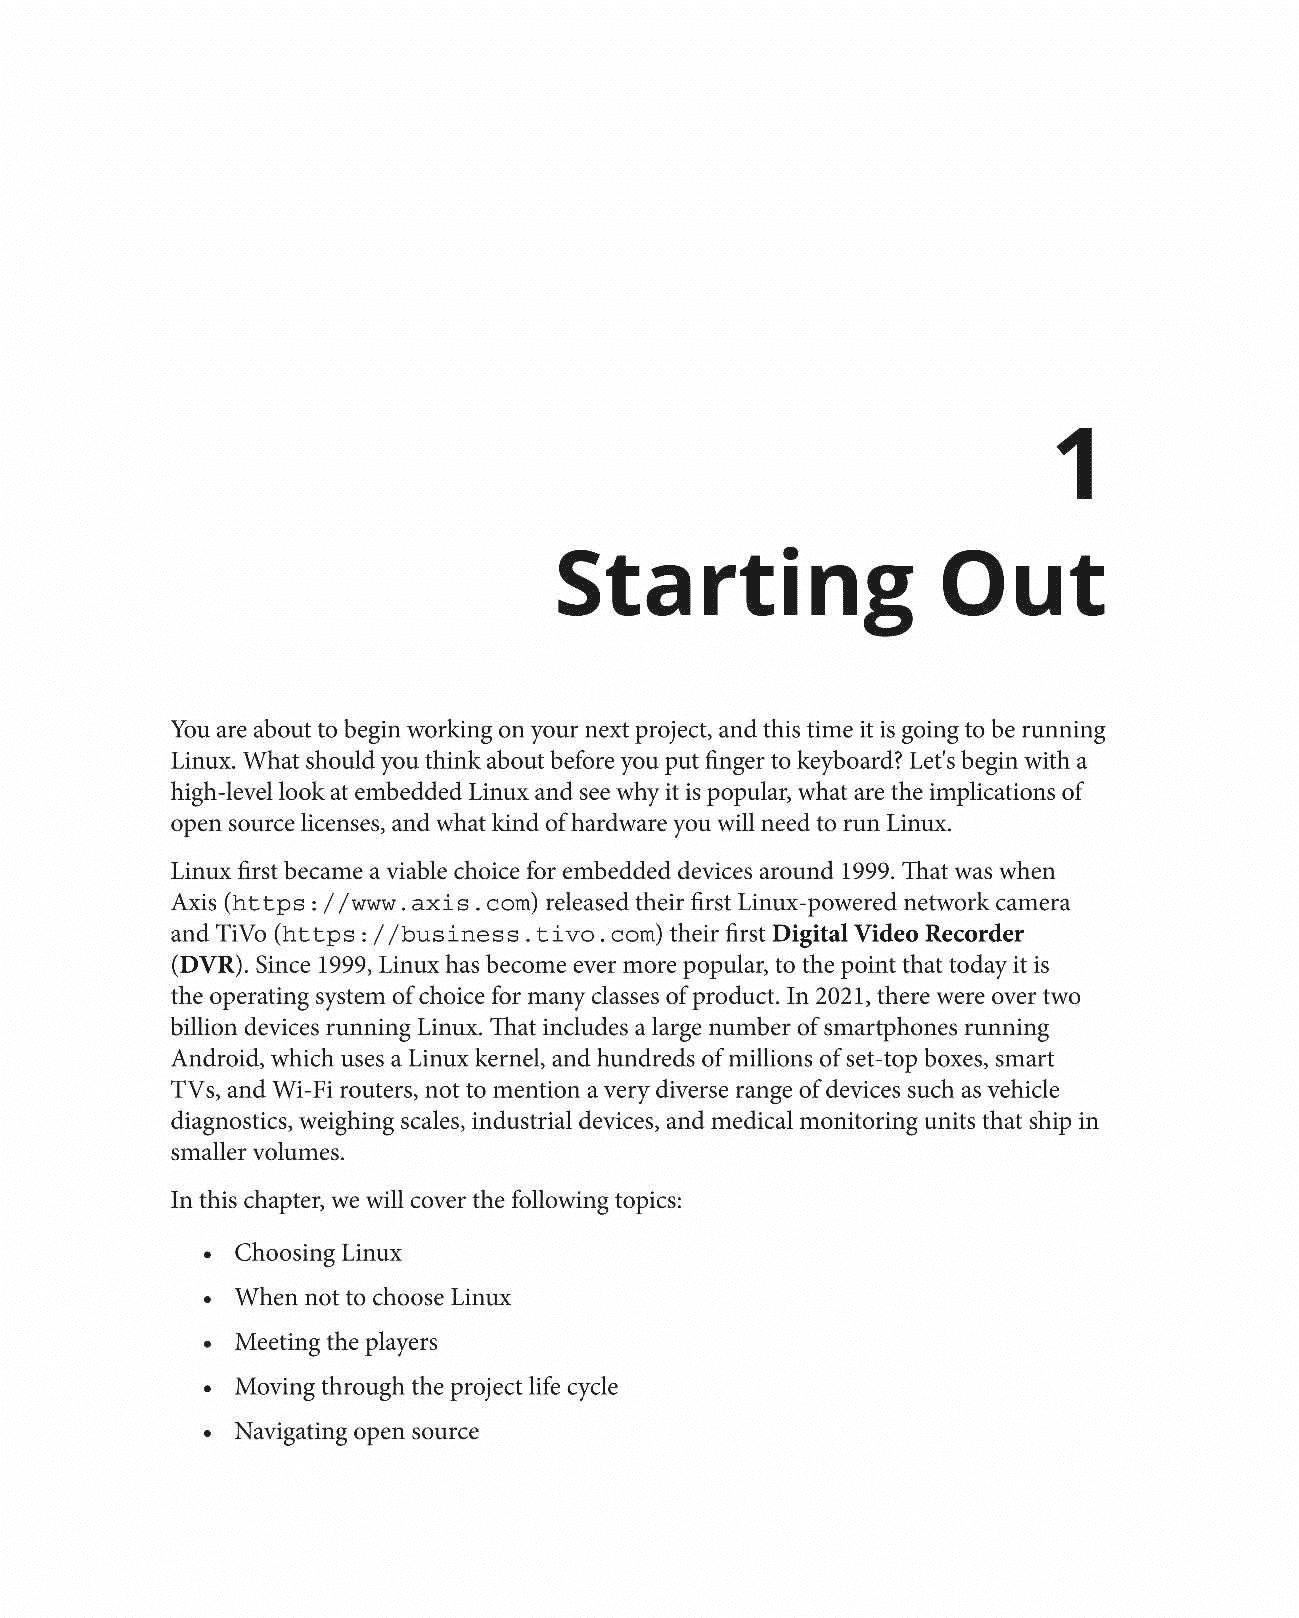 1
Starting Out
You are about to begin working on your next project, and this time it is going to be running
Linux. What should you think about before you put finger to keyboard? Let's begin with a
high-level look at embedded Linux and see why it is popular, what are the implications of
open source licenses, and what kind of hardware you will need to run Linux.
Linux first became a viable choice for embedded devices around 1999. That was when
Axis (https://www.axis.com) released their first Linux-powered network camera
and TiVo (https://business.tivo.com) their first Digital Video Recorder
(DVR). Since 1999, Linux has become ever more popular, to the point that today it is
the operating system of choice for many classes of product. In 2021, there were over two
billion devices running Linux. That includes a large number of smartphones running
Android, which uses a Linux kernel, and hundreds of millions of set-top boxes, smart
TVs, and Wi-Fi routers, not to mention a very diverse range of devices such as vehicle
diagnostics, weighing scales, industrial devices, and medical monitoring units that ship in
smaller volumes.
In this chapter, we will cover the following topics:
• Choosing Linux
• When not to choose Linux
• Meeting the players
• Moving through the project life cycle
• Navigating open source